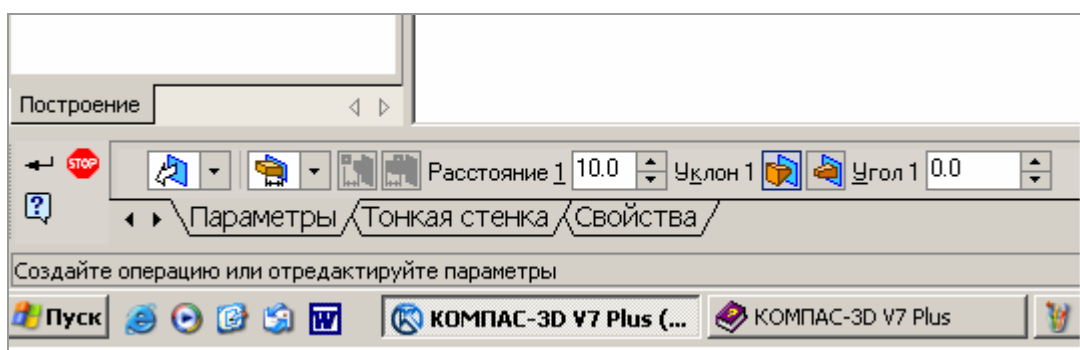 Построение
STOP Расстояние 1 10.0 Уклон 1 Угол 1 0.0
? Параметры Тонкая стенка Свойства
Создайте операцию или отредактируйте параметры
Пуск W КОМПАС-3D V7 Plus (... КОМПАС-3D V7 Plus